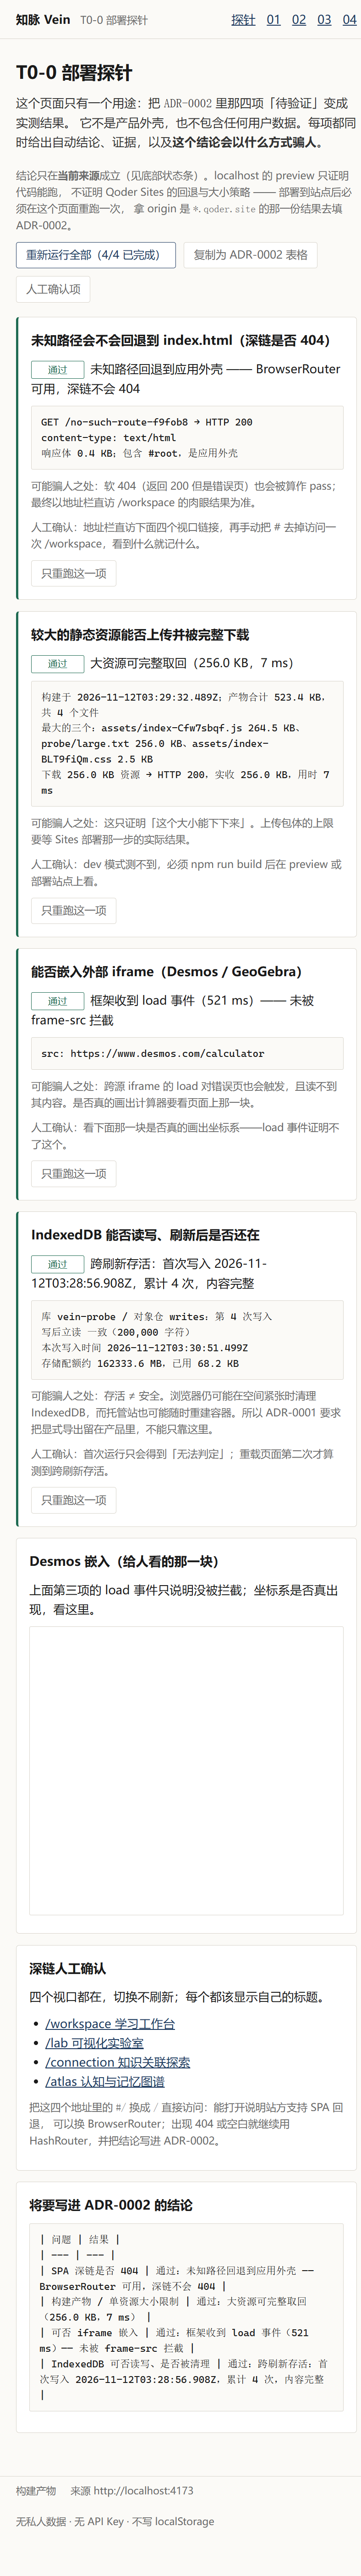 知脉 Vein T0-0 部署探针 探针 01 02 03 04
T0-0 部署探针
这个页面只有一个用途：把 ADR-0002 里那四项「待验证」变成
实测结果。 它不是产品外壳，也不包含任何用户数据。每项都同
时给出自动结论、证据，以及这个结论会以什么方式骗人。
结论只在当前来源成立（见底部状态条）。localhost 的 preview 只证明
代码能跑， 不证明 Qoder Sites 的回退与大小策略 —— 部署到站点后必
须在这个页面重跑一次， 拿 origin 是 *.qoder.site 的那一份结果去填
ADR-0002。
重新运行全部（4/4 已完成） 复制为 ADR-0002 表格
人工确认项
未知路径会不会回退到 index.html（深链是否 404）
通过 未知路径回退到应用外壳 —— BrowserRouter
可用，深链不会 404
GET /no-such-route-f9fob8 → HTTP 200
content-type: text/html
响应体 0.4 KB；包含 #root，是应用外壳
可能骗人之处：软 404（返回 200 但是错误页）也会被算作 pass；
最终以地址栏直访 /workspace 的肉眼结果为准。
人工确认：地址栏直访下面四个视口链接，再手动把 # 去掉访问一
次 /workspace，看到什么就记什么。
只重跑这一项
较大的静态资源能否上传并被完整下载
通过 大资源可完整取回（256.0 KB，7 ms）
构建于 2026-11-12T03:29:32.489Z；产物合计 523.4 KB，
共 4 个文件
最大的三个：assets/index-Cfw7sbqf.js 264.5 KB、
probe/large.txt 256.0 KB、assets/index-
BLT9fiQm.css 2.5 KB
下载 256.0 KB 资源 → HTTP 200，实收 256.0 KB，用时 7
ms
可能骗人之处：这只证明「这个大小能下下来」。上传包体的上限
要等 Sites 部署那一步的实际结果。
人工确认：dev 模式测不到，必须 npm run build 后在 preview 或
部署站点上看。
只重跑这一项
能否嵌入外部 iframe（Desmos / GeoGebra）
通过 框架收到 load 事件（521 ms）—— 未被
frame-src 拦截
src: https://www.desmos.com/calculator
可能骗人之处：跨源 iframe 的 load 对错误页也会触发，且读不到
其内容。是否真的画出计算器要看页面上那一块。
人工确认：看下面那一块是否真的画出坐标系——load 事件证明不
了这个。
只重跑这一项
IndexedDB 能否读写、刷新后是否还在
通过 跨刷新存活：首次写入 2026-11-
12T03:28:56.908Z，累计 4 次，内容完整
库 vein-probe / 对象仓 writes：第 4 次写入
写后立读 一致（200,000 字符）
本次写入时间 2026-11-12T03:30:51.499Z
存储配额约 162333.6 MB，已用 68.2 KB
可能骗人之处：存活 ≠ 安全。浏览器仍可能在空间紧张时清理
IndexedDB，而托管站也可能随时重建容器。所以 ADR-0001 要求
把显式导出留在产品里，不能只靠这里。
人工确认：首次运行只会得到「无法判定」；重载页面第二次才算
测到跨刷新存活。
只重跑这一项
Desmos 嵌入（给人看的那一块）
上面第三项的 load 事件只说明没被拦截；坐标系是否真出
现，看这里。
深链人工确认
四个视口都在，切换不刷新；每个都该显示自己的标题。
/workspace 学习工作台
/lab 可视化实验室
/connection 知识关联探索
/atlas 认知与记忆图谱
把这四个地址里的 #/ 换成 / 直接访问：能打开说明站方支持 SPA 回
退， 可以换 BrowserRouter；出现 404 或空白就继续用
HashRouter，并把结论写进 ADR-0002。
将要写进 ADR-0002 的结论
| 问题 | 结果 |
| --- | --- |
| SPA 深链是否 404 | 通过：未知路径回退到应用外壳 ——
BrowserRouter 可用，深链不会 404 |
| 构建产物 / 单资源大小限制 | 通过：大资源可完整取回
（256.0 KB，7 ms） |
| 可否 iframe 嵌入 | 通过：框架收到 load 事件（521
ms）—— 未被 frame-src 拦截 |
| IndexedDB 可否读写、是否被清理 | 通过：跨刷新存活：首
次写入 2026-11-12T03:28:56.908Z，累计 4 次，内容完整
|
构建产物 来源 http://localhost:4173
无私人数据 · 无 API Key · 不写 localStorage